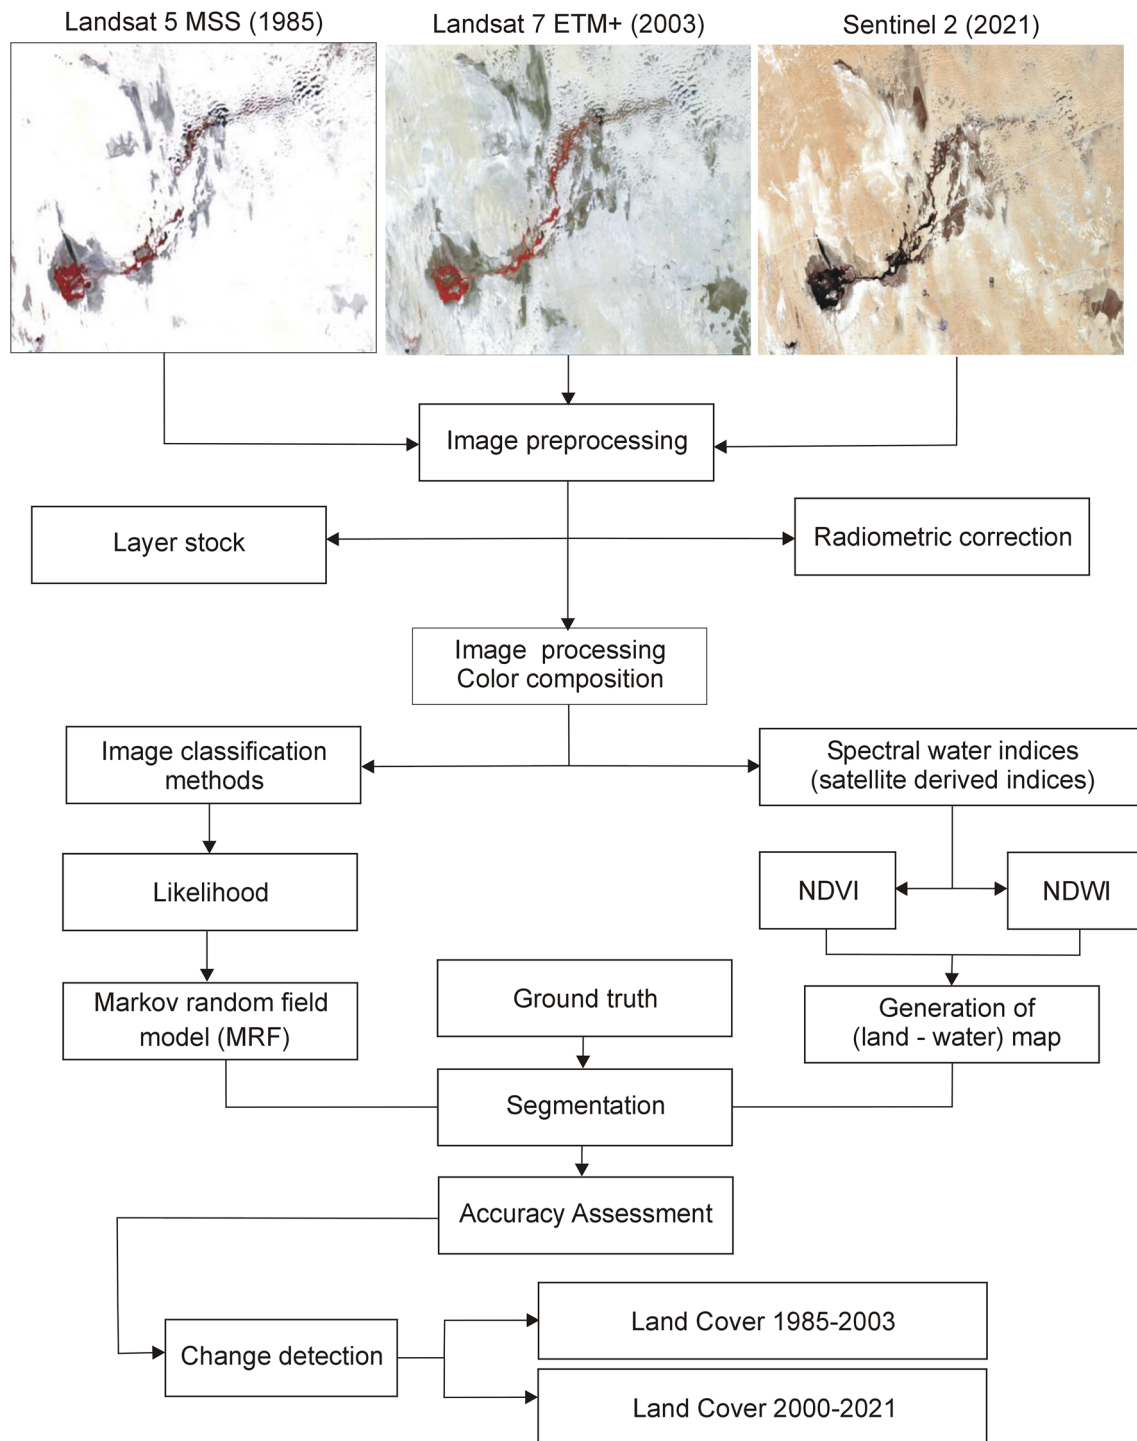 Landsat 5 MSS (1985)
Landsat 7 ETM+ (2003)
Sentinel 2 (2021)
Image preprocessing
Layer stock
Radiometric correction
Image processing
Color composition
Image classification
methods
Spectral water indices
(satellite derived indices)
Likelihood
NDVI
NDWI
Markov random field
model (MRF)
Ground truth
Generation of
(land - water) map
Segmentation
Accuracy Assessment
Change detection
Land Cover 1985-2003
Land Cover 2000-2021